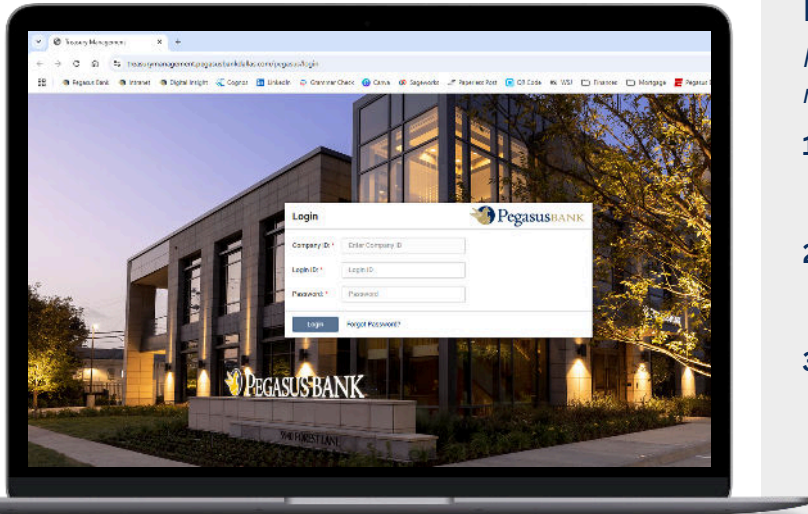 Treasury Management
treasurymanagement.pegasusbankdallas.com/pegasus/login
Pegasus Bank Intranet Digital Insight Cognos LinkedIn Grammar Check Canva Sageworks Paperless Post QR Code WSJ Finances Mortgage Pegasus
Login
PEGASUSBANK
Company ID: * Enter Company ID
Login ID: * Login ID
Password: * Password
Login Forgot Password?
PEGASUS BANK
FOREST LANE
1
2
3